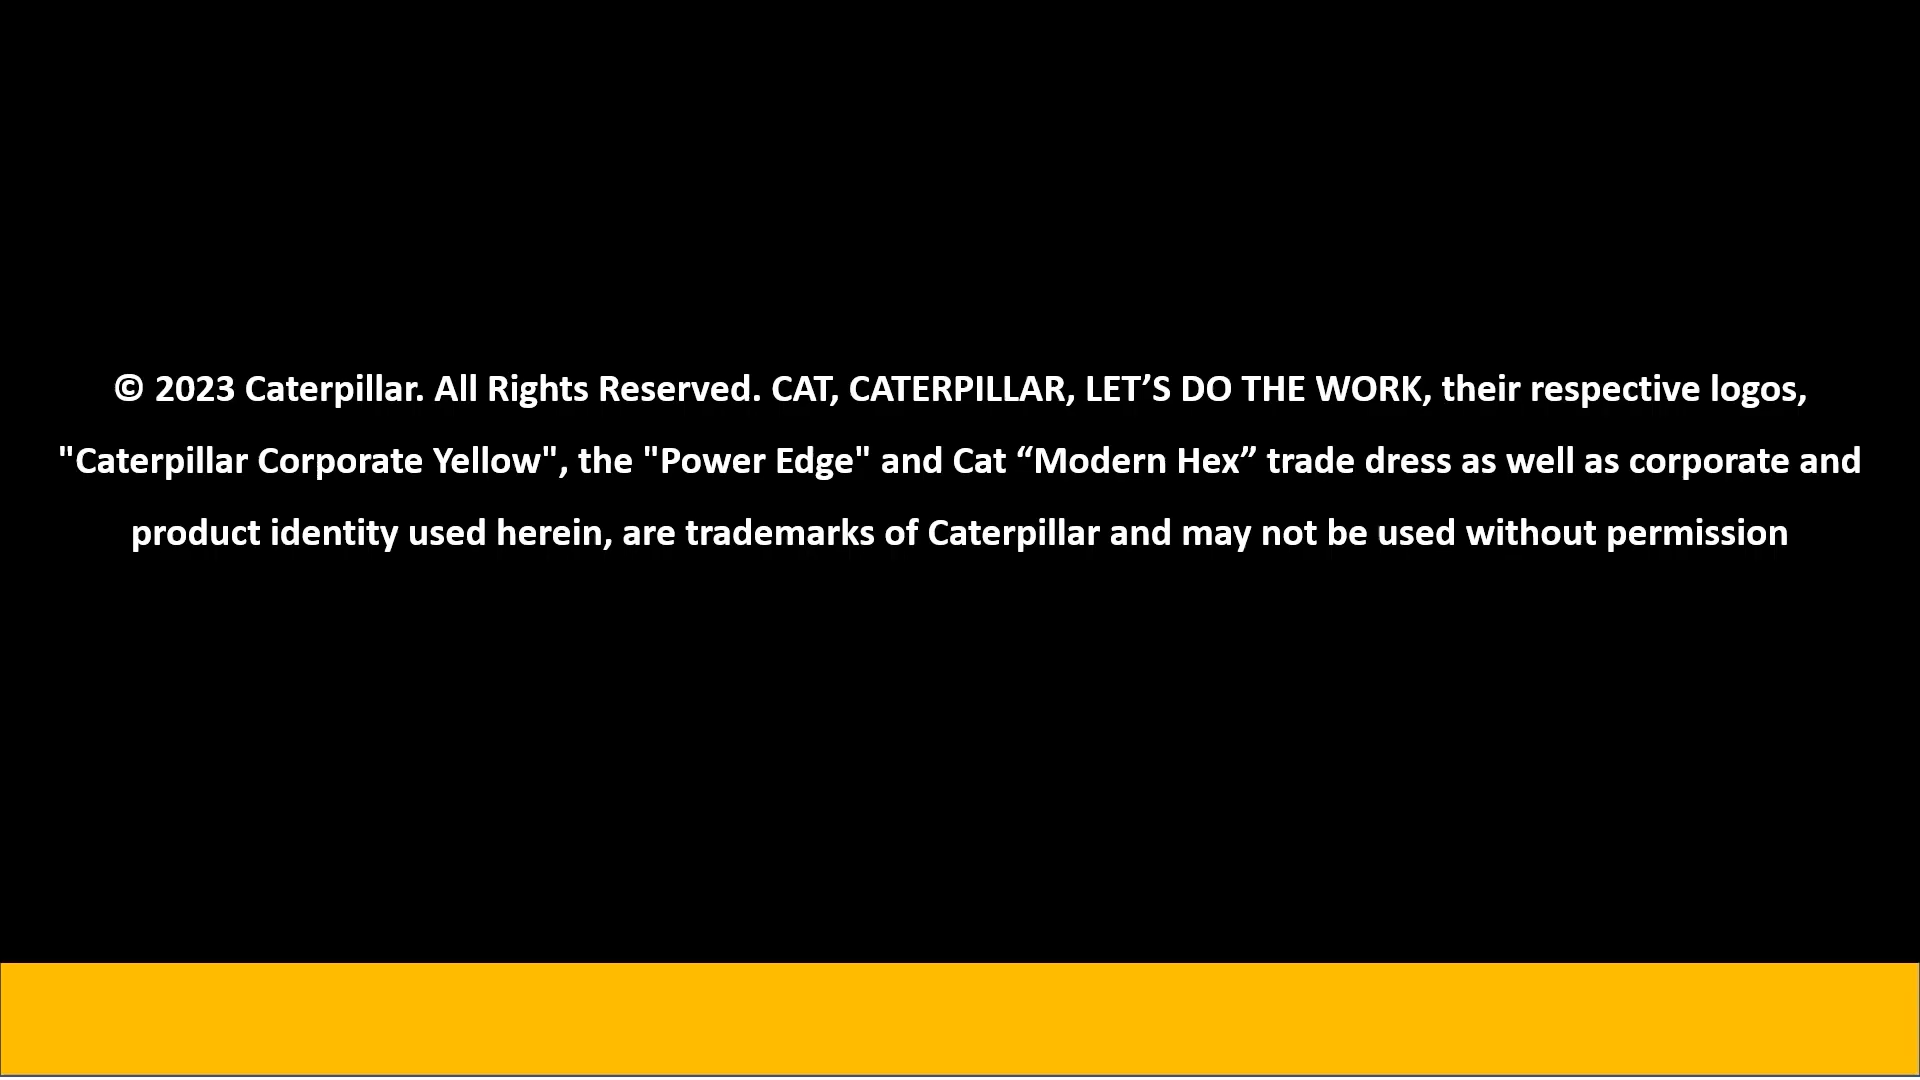 © 2023 Caterpillar. All Rights Reserved. CAT, CATERPILLAR, LET’S DO THE WORK, their respective logos,
"Caterpillar Corporate Yellow", the "Power Edge" and Cat “Modern Hex” trade dress as well as corporate and
product identity used herein, are trademarks of Caterpillar and may not be used without permission